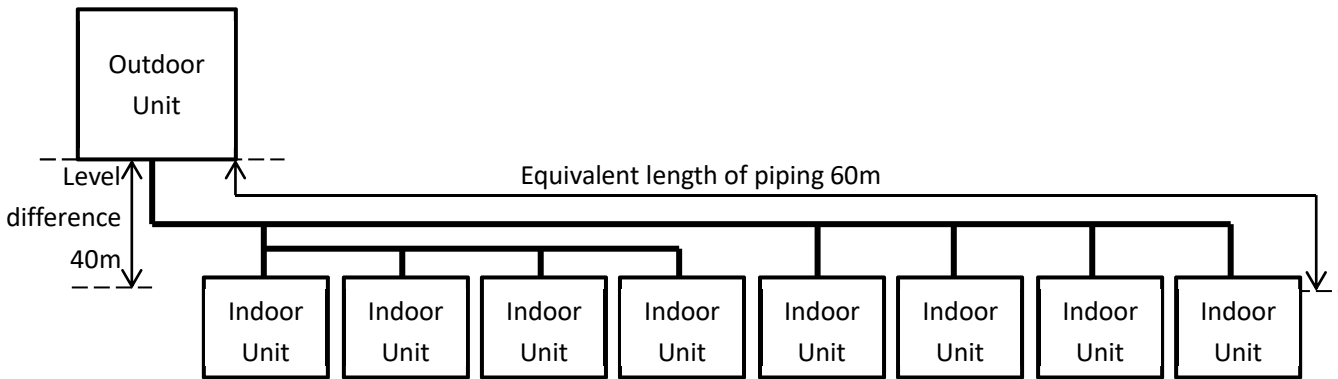 Outdoor
Unit
Level
difference
40m
Equivalent length of piping 60m
Indoor
Unit
Indoor
Unit
Indoor
Unit
Indoor
Unit
Indoor
Unit
Indoor
Unit
Indoor
Unit
Indoor
Unit